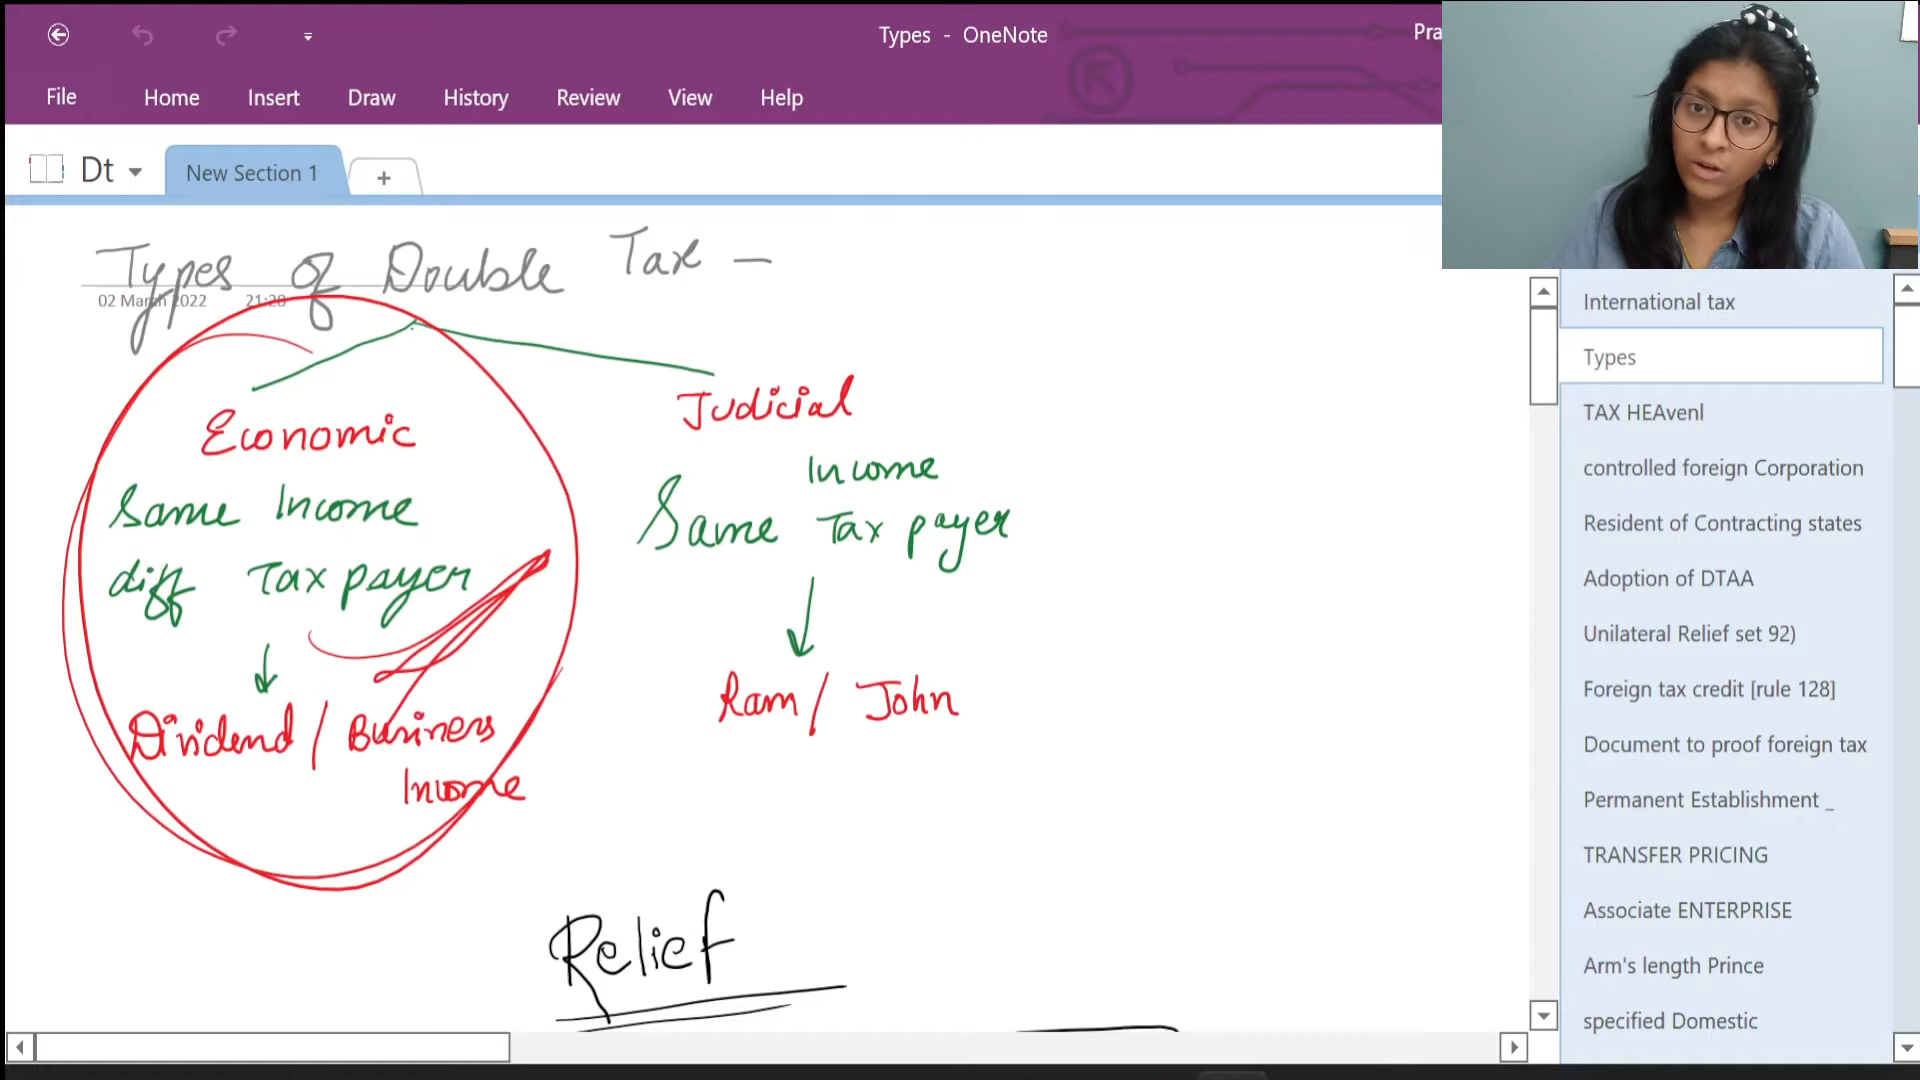 Types - OneNote
Pra
File Home Insert Draw History Review View Help
Dt New Section 1 +
Types of Double Tax -
02 March 2022 21:28
Economic
Same Income
diff Tax payer
Dividend / Business
Income
Judicial
Income
Same Tax payer
Ram / John
Relief
International tax
Types
TAX HEAvenl
controlled foreign Corporation
Resident of Contracting states
Adoption of DTAA
Unilateral Relief set 92)
Foreign tax credit [rule 128]
Document to proof foreign tax
Permanent Establishment _
TRANSFER PRICING
Associate ENTERPRISE
Arm's length Prince
specified Domestic